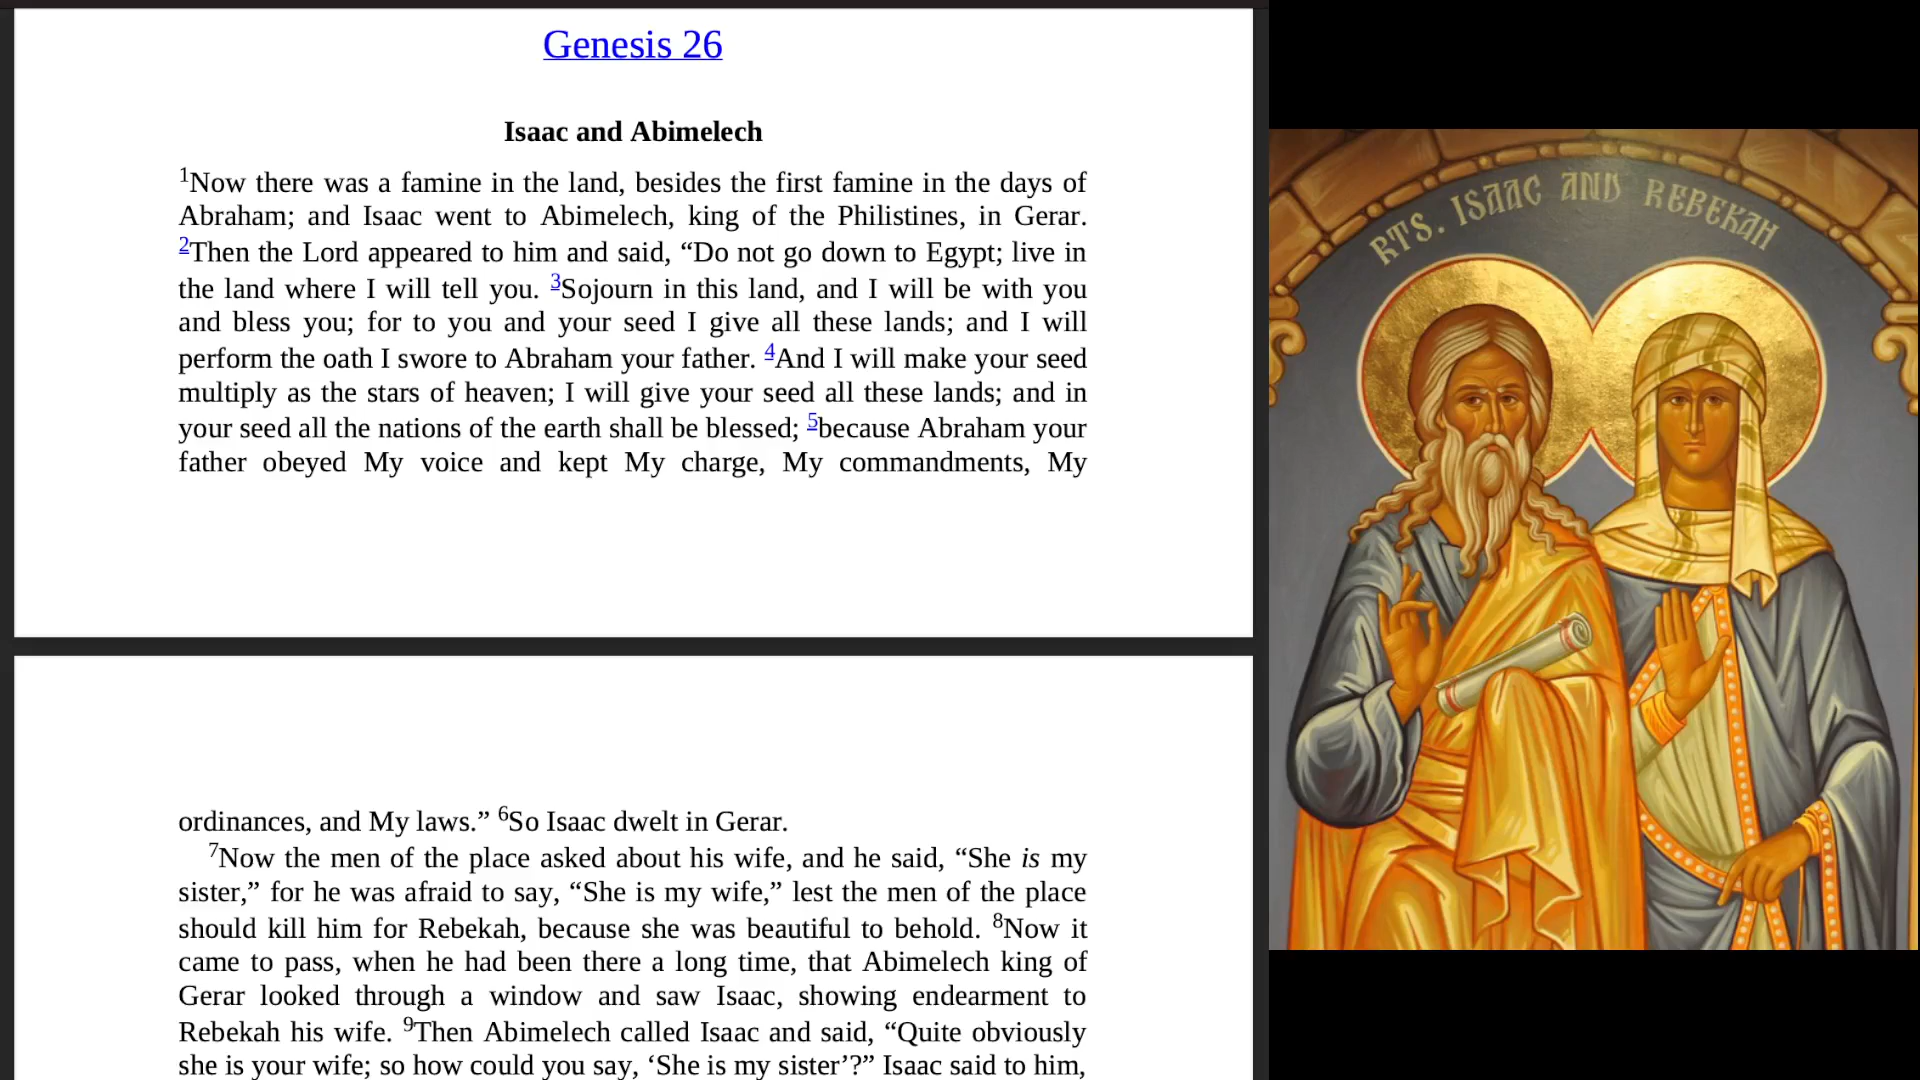 Genesis 26
Isaac and Abimelech
1Now there was a famine in the land, besides the first famine in the days of
Abraham; and Isaac went to Abimelech, king of the Philistines, in Gerar.
2Then the Lord appeared to him and said, “Do not go down to Egypt; live in
the land where I will tell you. 3Sojourn in this land, and I will be with you
and bless you; for to you and your seed I give all these lands; and I will
perform the oath I swore to Abraham your father. 4And I will make your seed
multiply as the stars of heaven; I will give your seed all these lands; and in
your seed all the nations of the earth shall be blessed; 5because Abraham your
father obeyed My voice and kept My charge, My commandments, My
ordinances, and My laws.” 6So Isaac dwelt in Gerar.
7Now the men of the place asked about his wife, and he said, “She is my
sister,” for he was afraid to say, “She is my wife,” lest the men of the place
should kill him for Rebekah, because she was beautiful to behold. 8Now it
came to pass, when he had been there a long time, that Abimelech king of
Gerar looked through a window and saw Isaac, showing endearment to
Rebekah his wife. 9Then Abimelech called Isaac and said, “Quite obviously
she is your wife; so how could you say, ‘She is my sister’?” Isaac said to him,
RTS. ISAAC AND REBEKAH